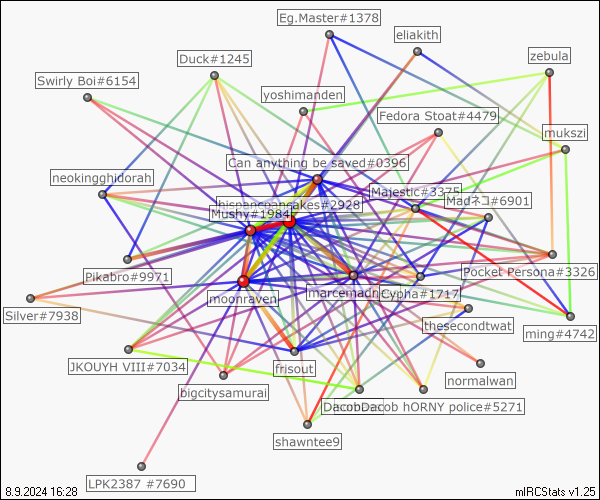 Eg.Master#1378
eliakith
zebula
Duck#1245
Swirly Boi#6154
yoshimanden
Fedora Stoat#4479
mukszi
Can anything be saved#0396
neokingghidorah
Majestic#3375
Madネコ#6901
hispancoancakes#2928
Mushy#1984
Pikabro#9971
Pocket Persona#3326
moonraven
Cypha#1717
Silver#7938
thesecondtwat
ming#4742
JKOUYH VIII#7034
frisout
normalwan
bigcitysamurai
hORNY police#5271
shawntee9
LPK2387 #7690
8.9.2024 16:28
mIRCStats v1.25